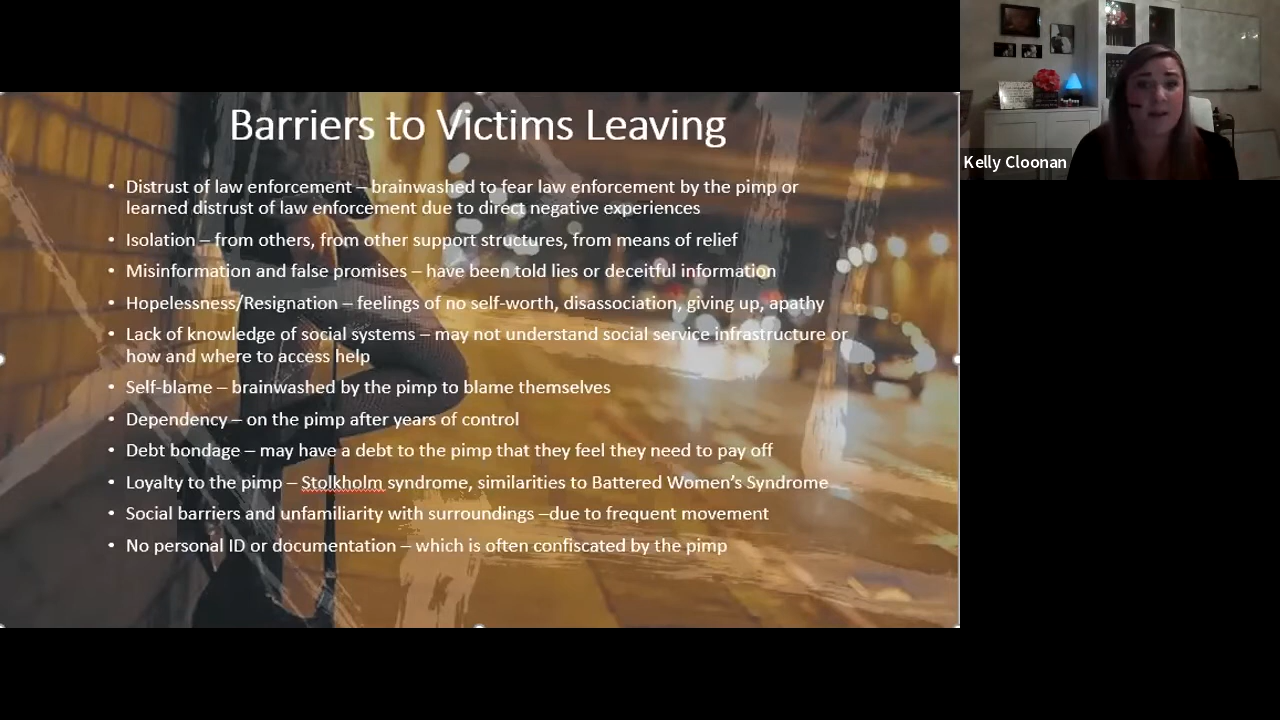 Barriers to Victims Leaving
• Distrust of law enforcement – brainwashed to fear law enforcement by the pimp or
learned distrust of law enforcement due to direct negative experiences
• Isolation – from others, from other support structures, from means of relief
• Misinformation and false promises – have been told lies or deceitful information
• Hopelessness/Resignation – feelings of no self-worth, disassociation, giving up, apathy
• Lack of knowledge of social systems – may not understand social service infrastructure or
how and where to access help
• Self-blame – brainwashed by the pimp to blame themselves
• Dependency – on the pimp after years of control
• Debt bondage – may have a debt to the pimp that they feel they need to pay off
• Loyalty to the pimp – Stolkholm syndrome, similarities to Battered Women’s Syndrome
• Social barriers and unfamiliarity with surroundings –due to frequent movement
• No personal ID or documentation – which is often confiscated by the pimp
Kelly Cloonan